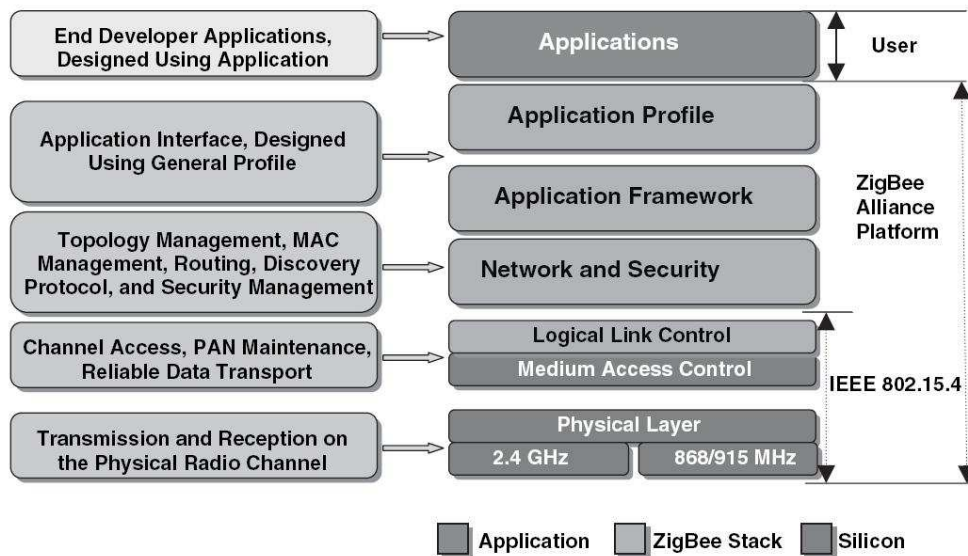 End Developer Applications,
Designed Using Application
Applications
User
Application Interface, Designed
Using General Profile
Application Profile
Application Framework
ZigBee
Alliance
Platform
Topology Management, MAC
Management, Routing, Discovery
Protocol, and Security Management
Network and Security
Channel Access, PAN Maintenance,
Reliable Data Transport
Logical Link Control
Medium Access Control
IEEE 802.15.4
Transmission and Reception on
the Physical Radio Channel
Physical Layer
2.4 GHz
868/915 MHz
Application
ZigBee Stack
Silicon